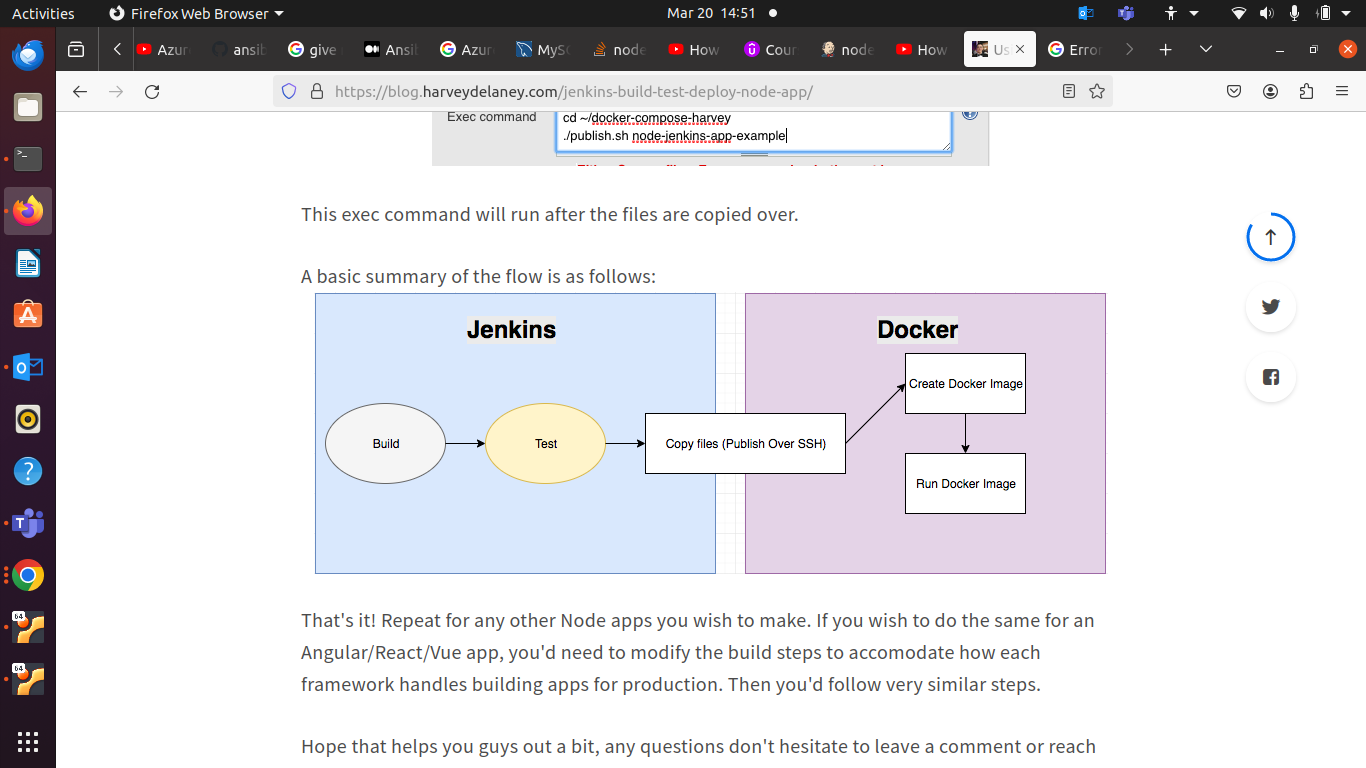 Activities
Firefox Web Browser
Mar 20 14:51
Azur
ansib
give
Ansib
Azur
MySQ
node
How
Cour
node
How
Usi
Error
https://blog.harveydelaney.com/jenkins-build-test-deploy-node-app/
Exec command
cd ~/docker-compose-harvey
./publish.sh node-jenkins-app-example
This exec command will run after the files are copied over.
A basic summary of the flow is as follows:
Jenkins
Docker
Create Docker Image
Build
Test
Copy files (Publish Over SSH)
Run Docker Image
That's it! Repeat for any other Node apps you wish to make. If you wish to do the same for an
Angular/React/Vue app, you'd need to modify the build steps to accomodate how each
framework handles building apps for production. Then you'd follow very similar steps.
Hope that helps you guys out a bit, any questions don't hesitate to leave a comment or reach